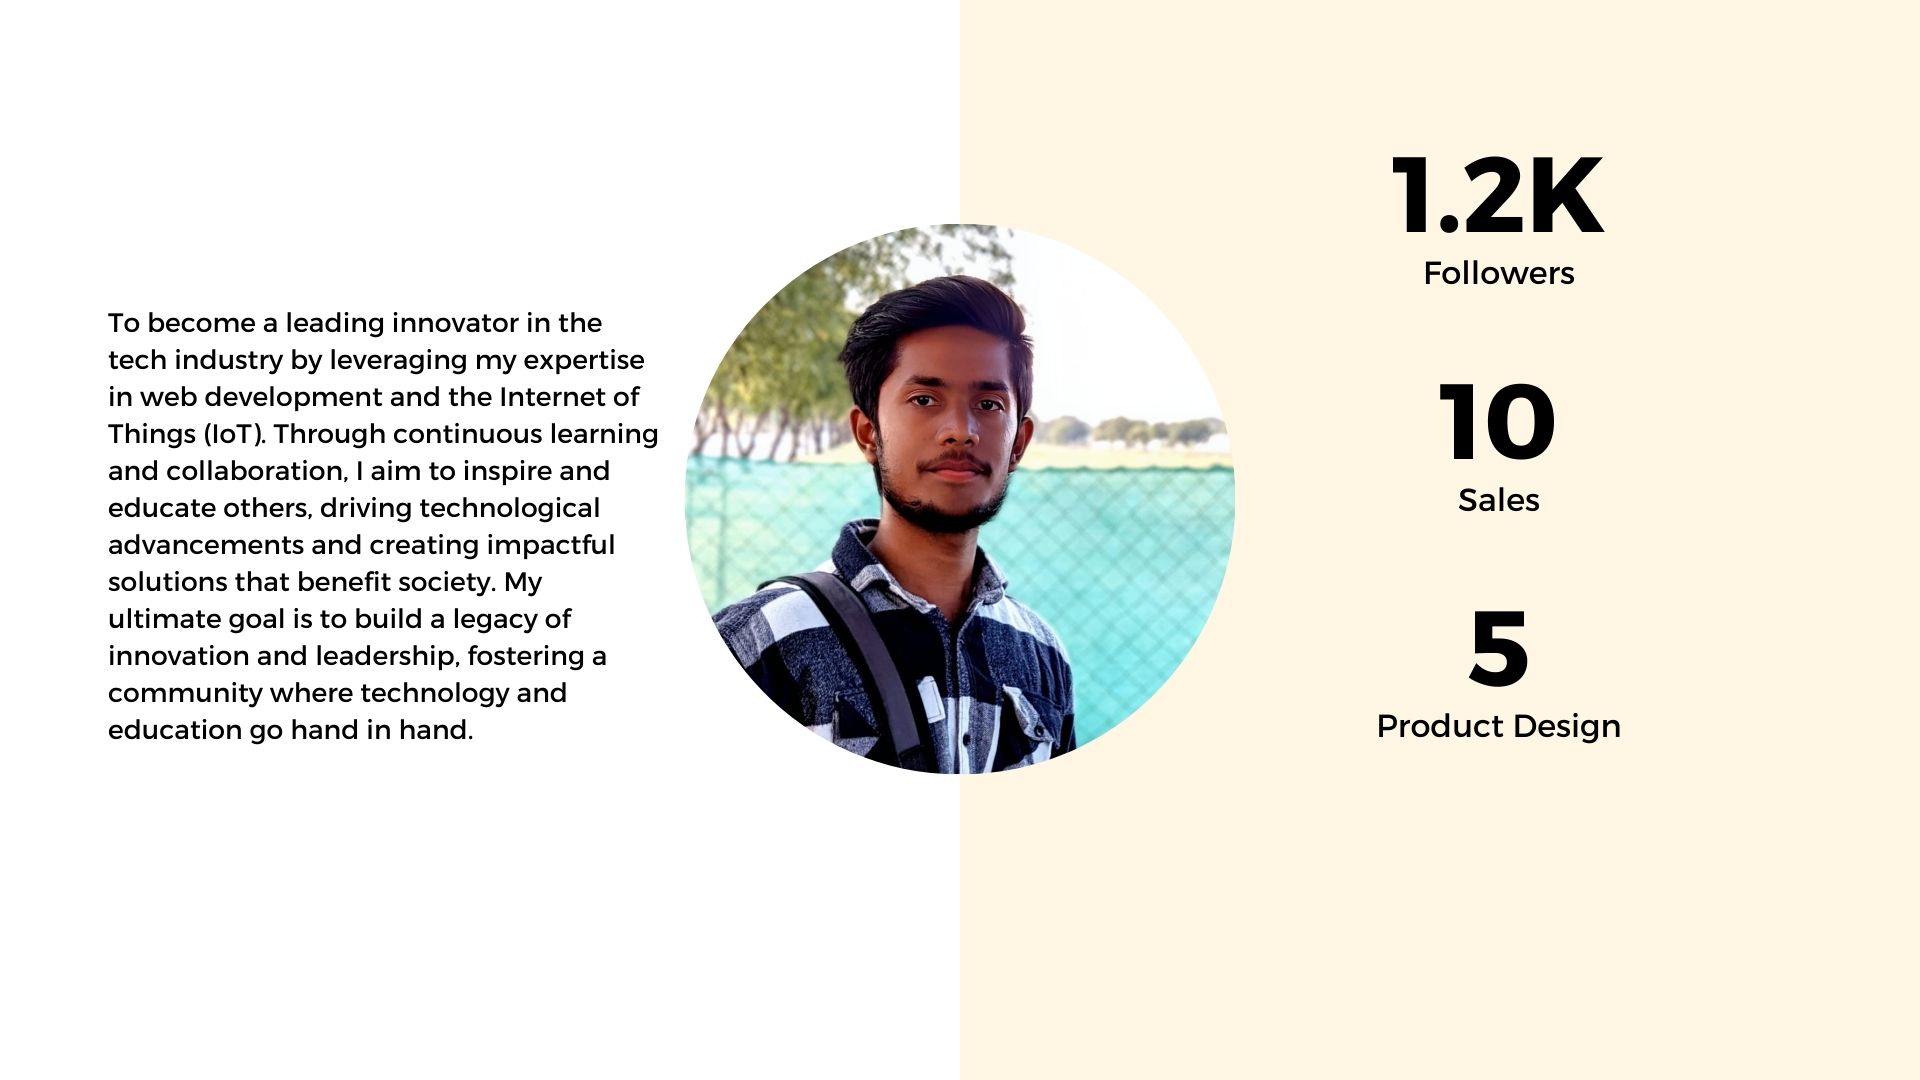 To become a leading innovator in the
tech industry by leveraging my expertise
in web development and the Internet of
Things (IoT). Through continuous learning
and collaboration, I aim to inspire and
educate others, driving technological
advancements and creating impactful
solutions that benefit society. My
ultimate goal is to build a legacy of
innovation and leadership, fostering a
community where technology and
education go hand in hand.
1.2K
Followers
10
Sales
5
Product Design